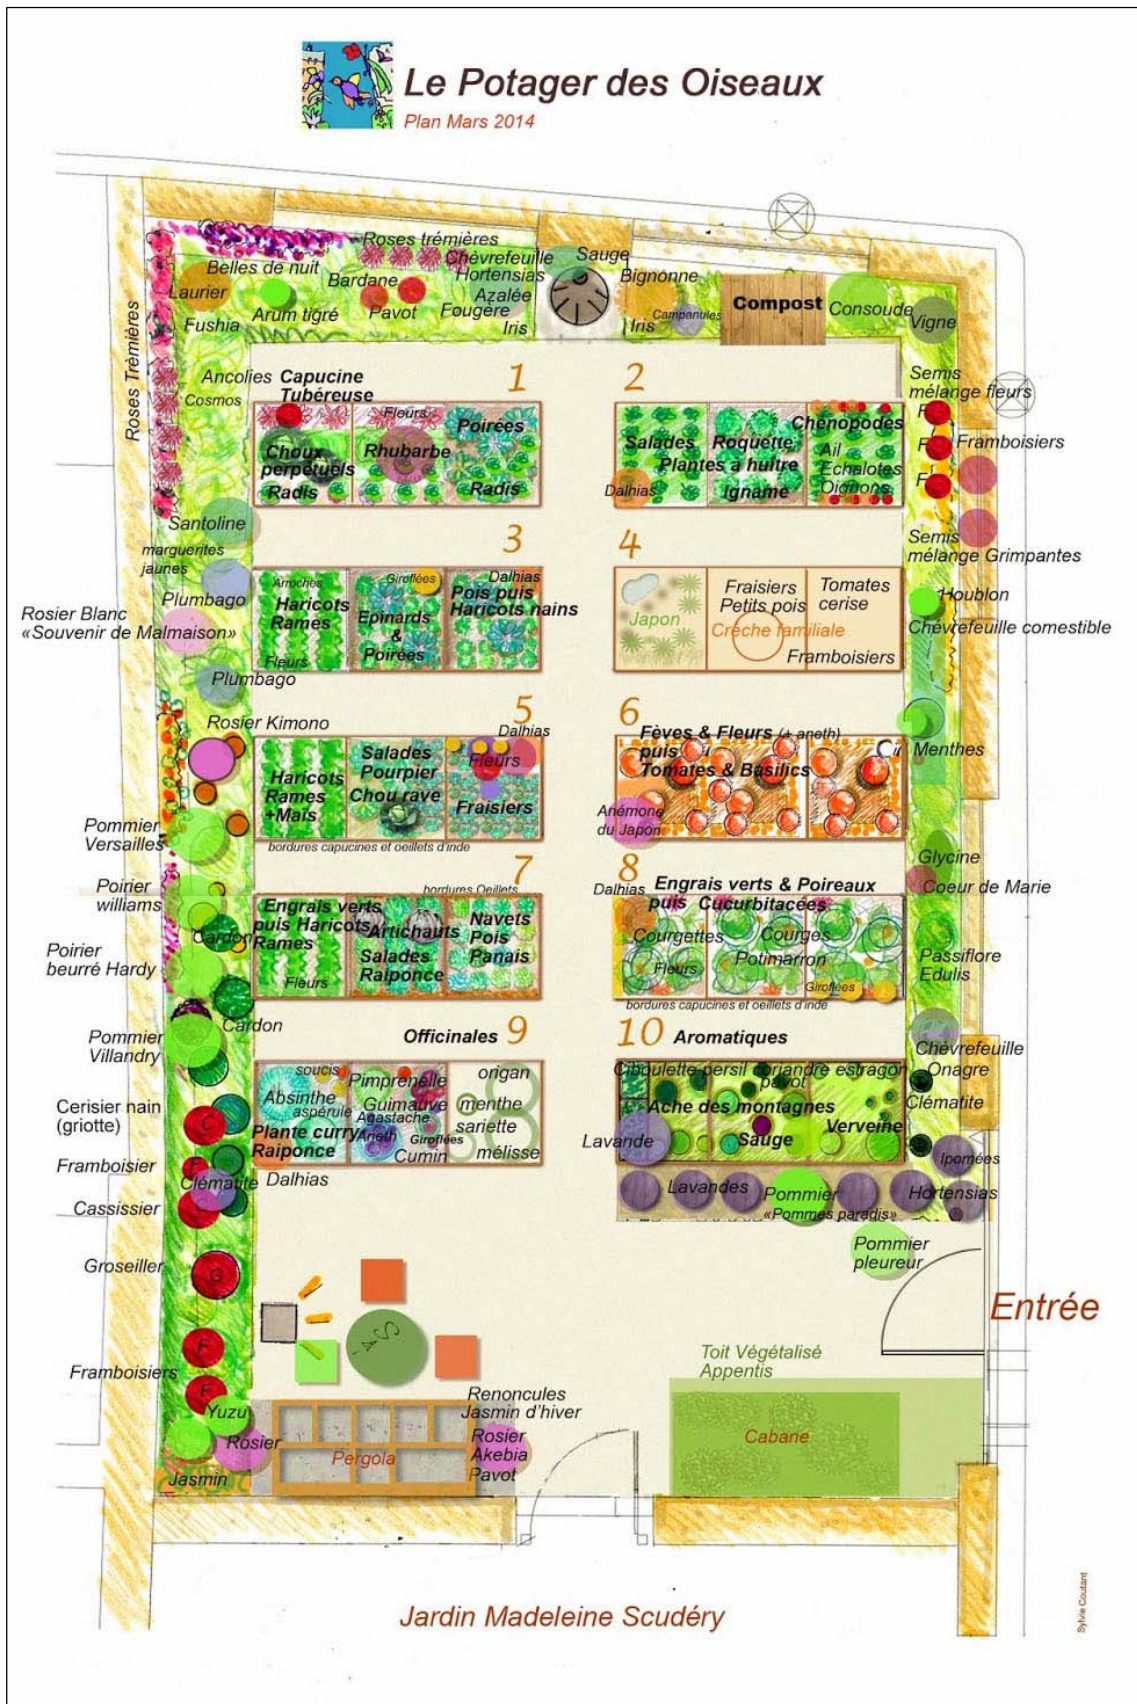 Le Potager des Oiseaux
Plan Mars 2014
Roses trémières
Chèvrefeuille
Sauge
Belles de nuit
Hortensias
Bignonne
Bardane
Laurier
Azalée
Compost
Consoude
Arum tigré
Pavot
Fougère
Campanules
Fushia
Iris
Iris
Vigne
Roses Trèmières
Ancolies
Capucine
Tubéreuse
1
2
Semis
mélange fleurs
Cosmos
Fleurs
Poirées
Choux
perpétuels
Rhubarbe
Radis
Radis
Chénopodes
Salades
Roquette
Ail
Plantes à huitre
Echalotes
Oignons
Dalhias
Igname
F
F
F
Framboisiers
Santoline
3
4
Semis
mélange Grimpantes
marguerites
jaunes
Plumbago
Arroches
Giroflées
Dalhias
Haricots
Rames
Pois puis
Haricots nains
Epinards
&
Poirées
Fleurs
Fraisiers
Petits pois
Tomates
cerise
Japon
Crèche familiale
Framboisiers
Houblon
Chèvrefeuille comestible
Rosier Blanc
«Souvenir de Malmaison»
Plumbago
Rosier Kimono
5
6
Dalhias
Fèves & Fleurs (+ aneth)
puis
Tomates & Basilics
Menthes
Salades
Pourpier
Chou rave
Fleurs
Haricots
Rames
+Maïs
Fraisiers
Anémone
du Japon
Pommier
Versailles
bordures capucines et oeillets d'inde
7
8
Glycine
Coeur de Marie
bordures Oeillets
Dalhias
Engrais verts & Poireaux
puis
Cucurbitacées
Poirier
williams
Cardon
Engrais verts
puis Haricots
Rames
Artichauts
Navets
Pois
Panais
Salades
Raiponce
Fleurs
Courgettes
Courges
Potimarron
Fleurs
Giroflées
Passiflore
Edulis
Poirier
beurré Hardy
bordures capucines et oeillets d'inde
Cardon
Pommier
Villandry
Officinales
9
10
Aromatiques
Chèvrefeuille
Onagre
Clématite
soucis
Pimprenelle
origan
Absinthe
aspérule
Guimauve
menthe
Agastache
sariette
Plante curry
Raiponce
Aneth
Giroflées
Cumin
mélisse
Dalhias
Ciboulette persil coriandre estragon
pavot
Ache des montagnes
Verveine
Lavande
Sauge
Ipomées
Cerisier nain
(griotte)
C
Framboisier
F
Clématite
Cassissier
Lavandes
Pommier
«Pommes paradis»
Hortensias
Pommier
pleureur
Groseiller
G
Entrée
Framboisiers
F
F
Toit Végétalisé
Appentis
Cabane
Yuzu
Rosier
Jasmin
Pergola
Renoncules
Jasmin d'hiver
Rosier
Akebia
Pavot
Jardin Madeleine Scudéry
Sylvie Coutant